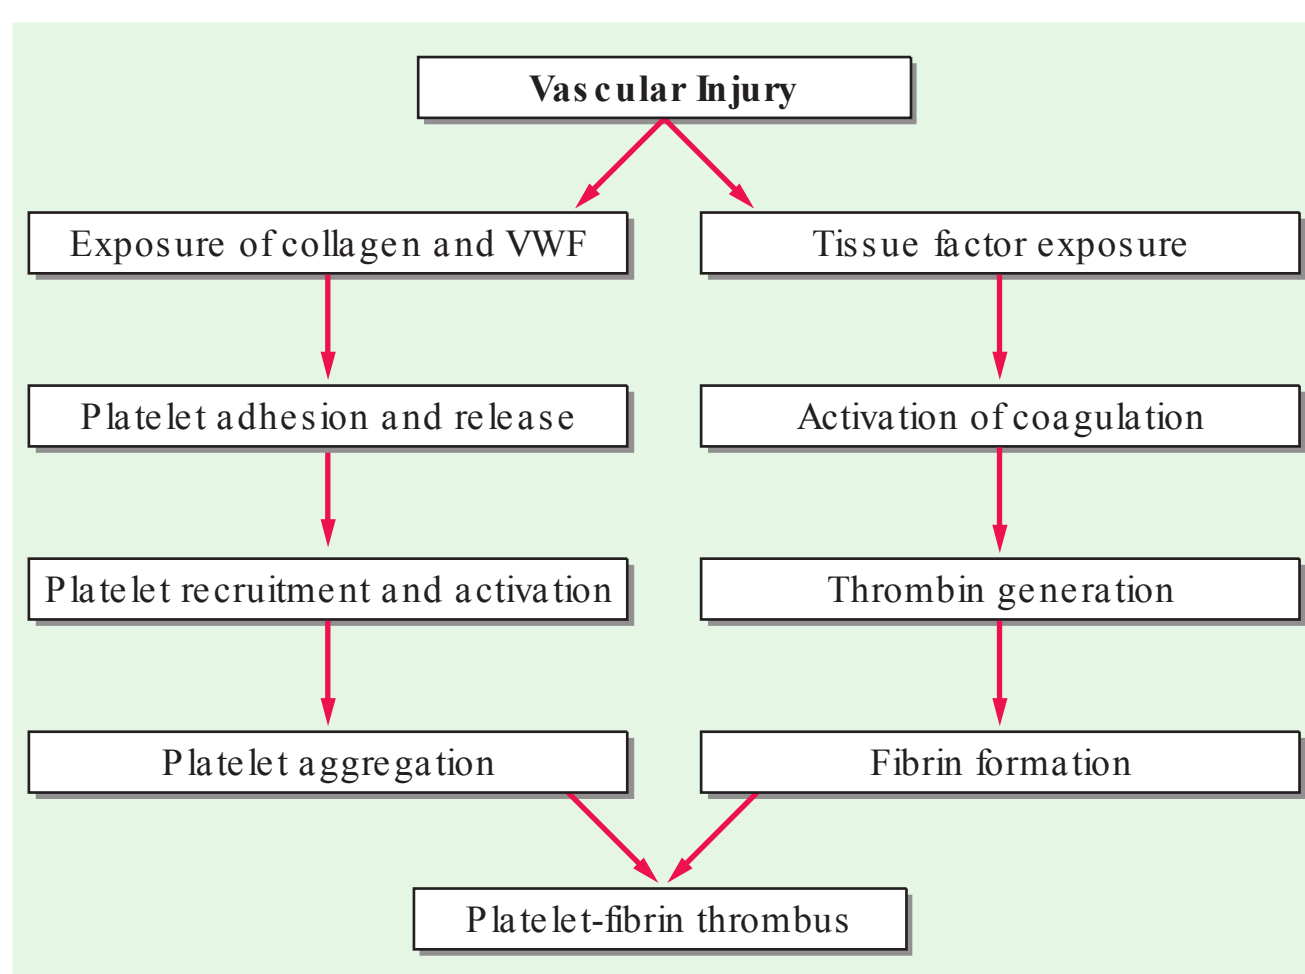 Vascular Injury
Exposure of collagen and VWF
Tissue factor exposure
Platelet adhesion and release
Activation of coagulation
Platelet recruitment and activation
Thrombin generation
Platelet aggregation
Fibrin formation
Platelet-fibrin thrombus